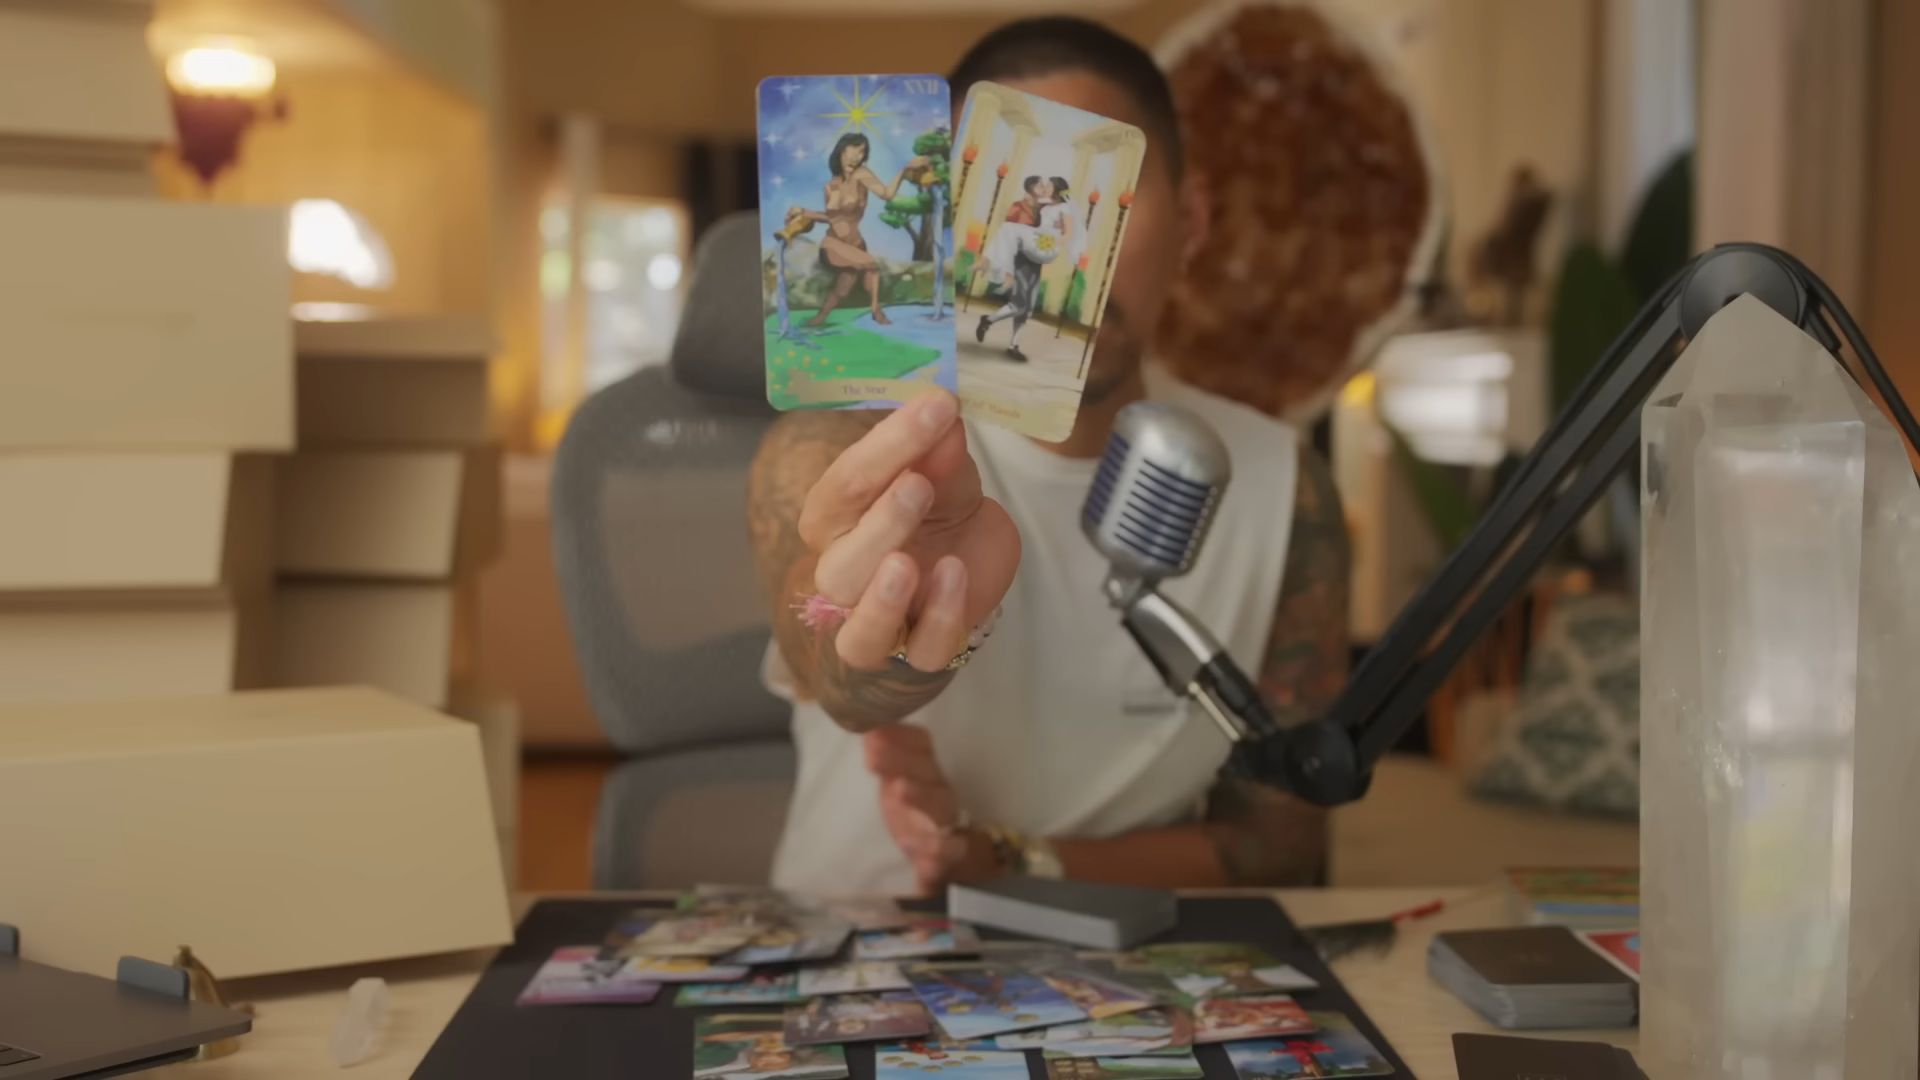 XVII
The Star
of Wands